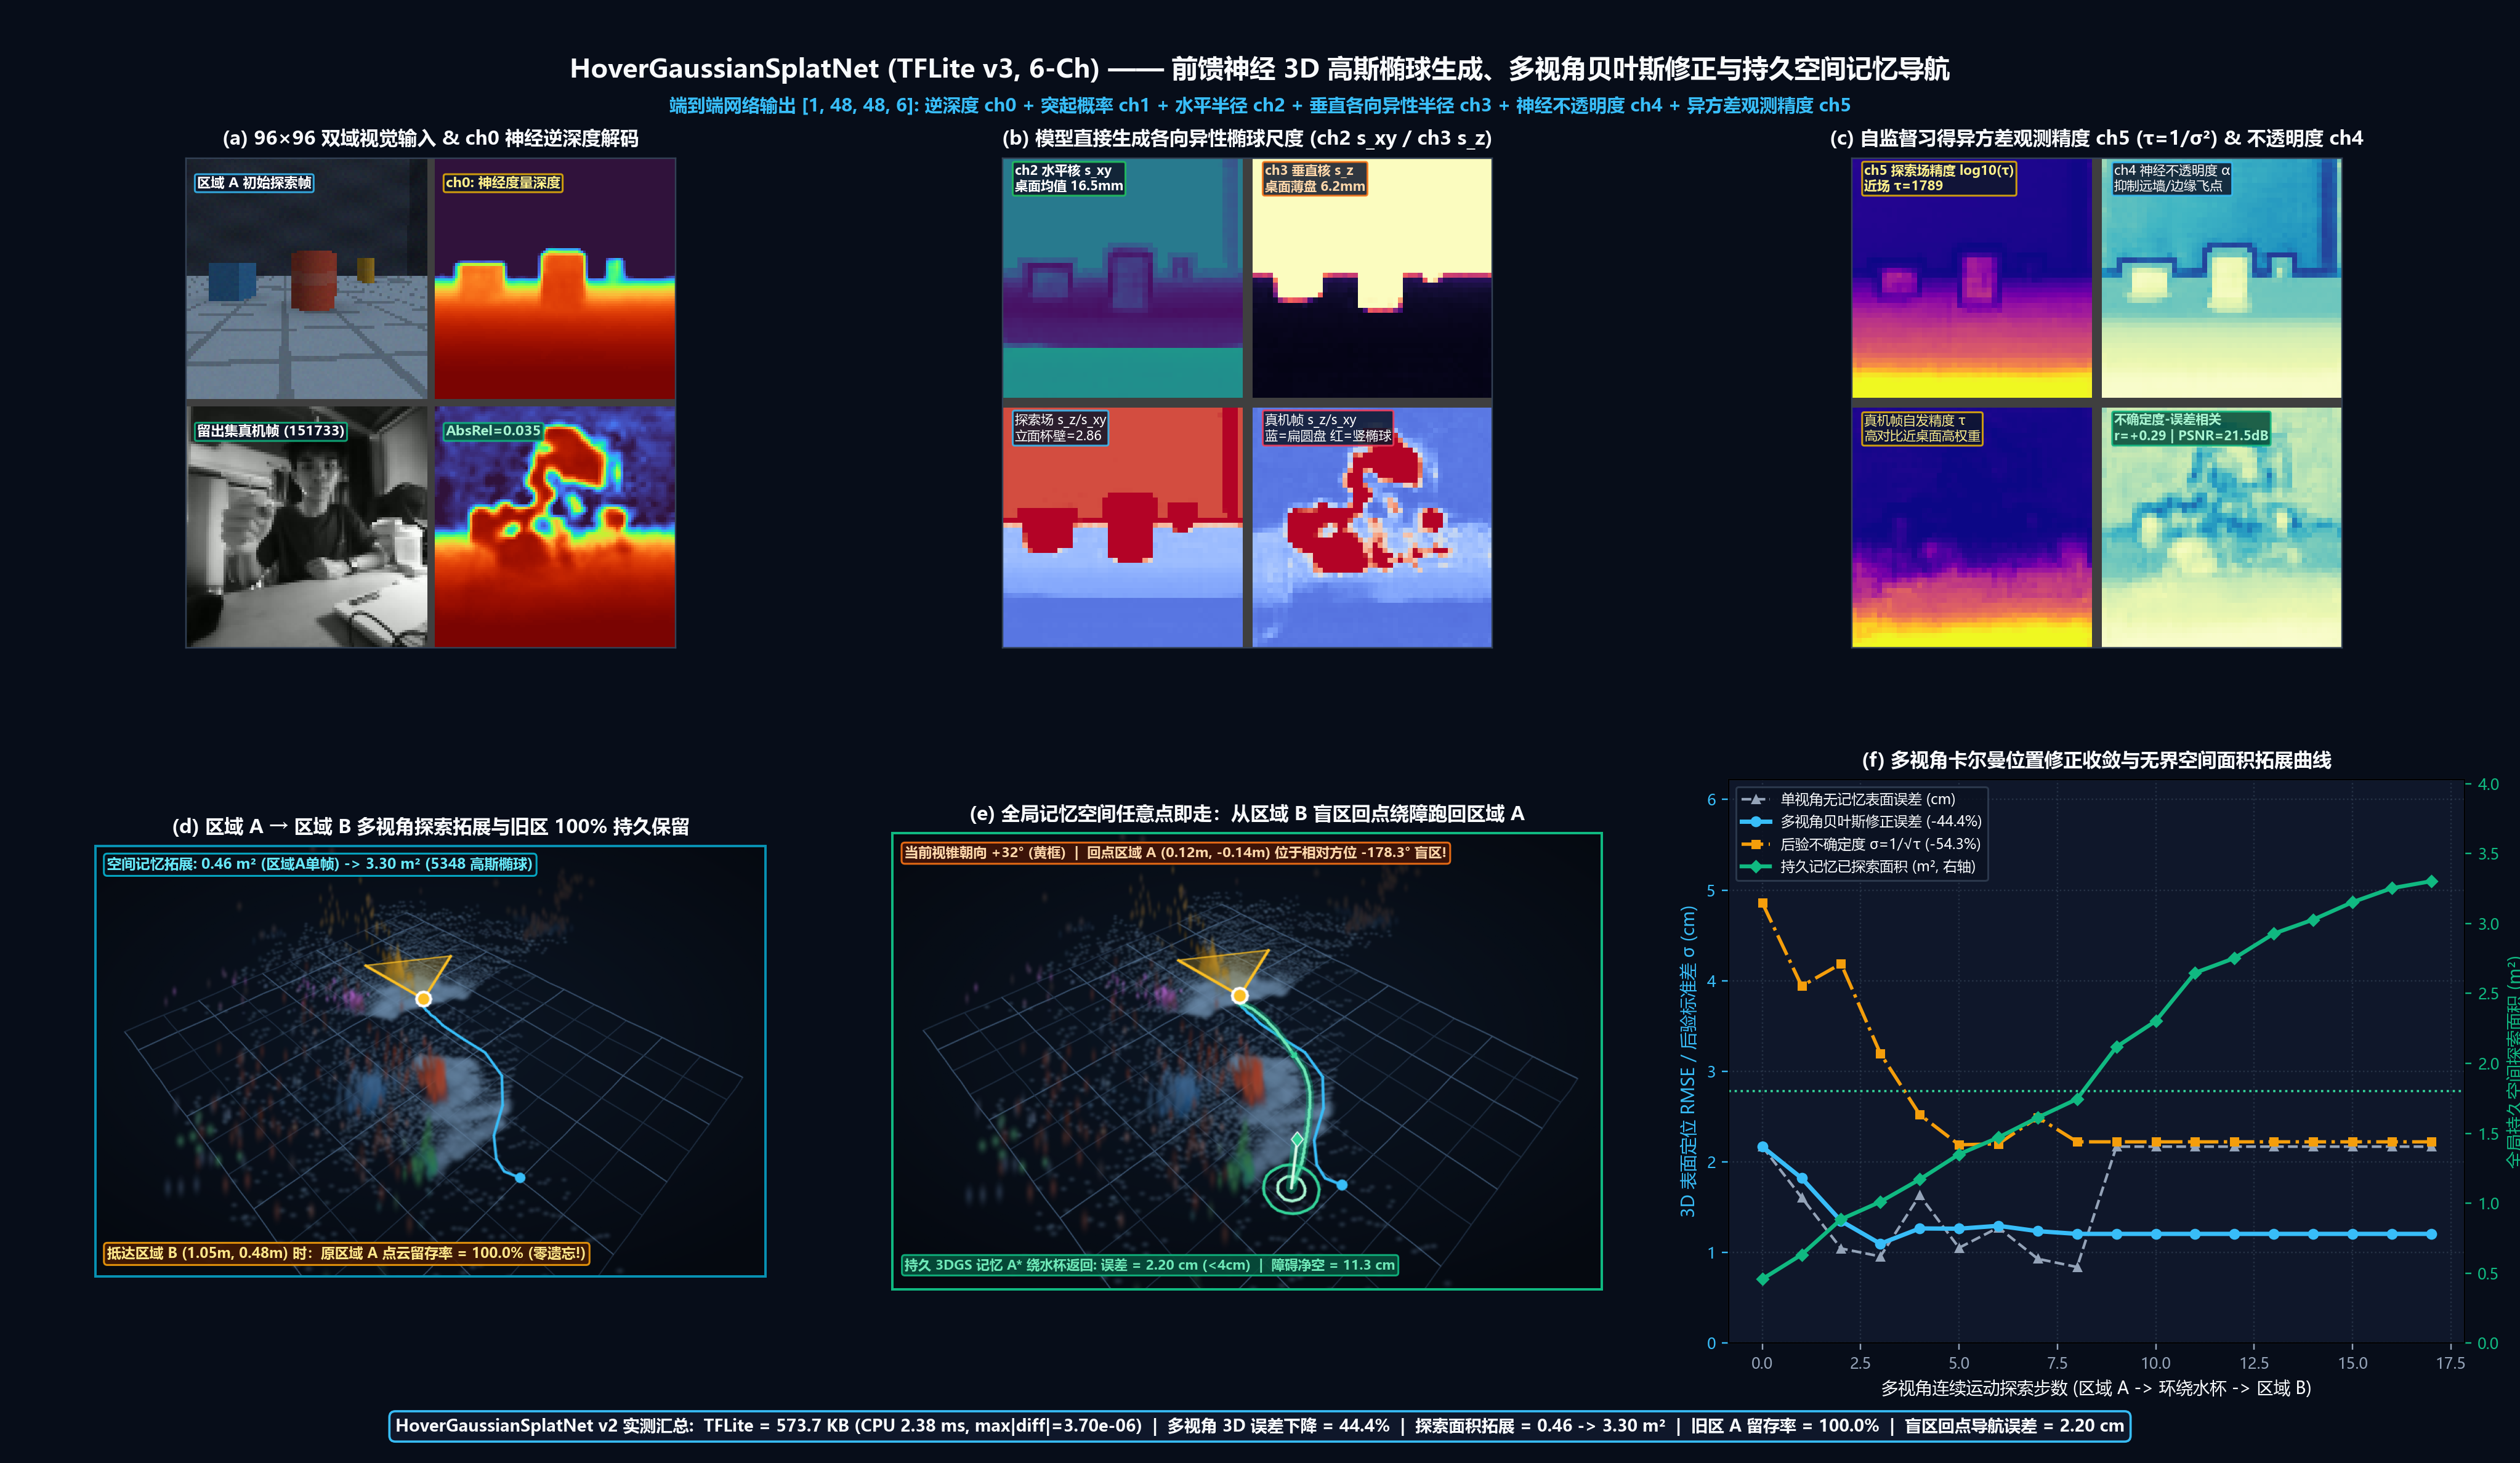 HoverGaussianSplatNet (TFLite v3, 6-Ch) —— 前馈神经 3D 高斯椭球生成、多视角贝叶斯修正与持久空间记忆导航
端到端网络输出 [1, 48, 48, 6]: 逆深度 ch0 + 突起概率 ch1 + 水平半径 ch2 + 垂直各向异性半径 ch3 + 神经不透明度 ch4 + 异方差观测精度 ch5
(a) 96×96 双域视觉输入 & ch0 神经逆深度解码
区域 A 初始探索帧
ch0: 神经度量深度
留出集真机帧 (151733)
AbsRel=0.035
(b) 模型直接生成各向异性椭球尺度 (ch2 s_xy / ch3 s_z)
ch2 水平核 s_xy
桌面均值 16.5mm
ch3 垂直核 s_z
桌面薄盘 6.2mm
探索场 s_z/s_xy
立面杯壁=2.86
真机帧 s_z/s_xy
蓝=扁圆盘 红=竖椭球
(c) 自监督习得异方差观测精度 ch5 (τ=1/σ²) & 不透明度 ch4
ch5 探索场精度 log10(τ)
近场 τ=1789
ch4 神经不透明度 α
抑制远墙/边缘飞点
真机帧自发精度 τ
高对比近桌面高权重
不确定度-误差相关
r=+0.29 | PSNR=21.5dB
(d) 区域 A → 区域 B 多视角探索拓展与旧区 100% 持久保留
空间记忆拓展: 0.46 m² (区域A单帧) -> 3.30 m² (5348 高斯椭球)
抵达区域 B (1.05m, 0.48m) 时: 原区域 A 点云留存率 = 100.0% (零遗忘!)
(e) 全局记忆空间任意点即走: 从区域 B 盲区回点绕障跑回区域 A
当前视锥朝向 +32° (黄框) | 回点区域 A (0.12m, -0.14m) 位于相对方位 -178.3° 盲区!
持久 3DGS 记忆 A* 绕水杯返回: 误差 = 2.20 cm (<4cm) | 障碍净空 = 11.3 cm
(f) 多视角卡尔曼位置修正收敛与无界空间面积拓展曲线
单视角无记忆表面误差 (cm)
多视角贝叶斯修正误差 (-44.4%)
后验不确定度 σ=1/√τ (-54.3%)
持久记忆已探索面积 (m², 右轴)
3D 表面定位 RMSE / 后验标准差 σ (cm)
6
5
4
3
2
1
0
4.0
3.5
3.0
2.5
2.0
1.5
1.0
0.5
0.0
全局持久空间探索面积 (m²)
0.0 2.5 5.0 7.5 10.0 12.5 15.0 17.5
多视角连续运动探索步数 (区域 A -> 环绕水杯 -> 区域 B)
HoverGaussianSplatNet v2 实测汇总: TFLite = 573.7 KB (CPU 2.38 ms, max|diff|=3.70e-06) | 多视角 3D 误差下降 = 44.4% | 探索面积拓展 = 0.46 -> 3.30 m² | 旧区 A 留存率 = 100.0% | 盲区回点导航误差 = 2.20 cm